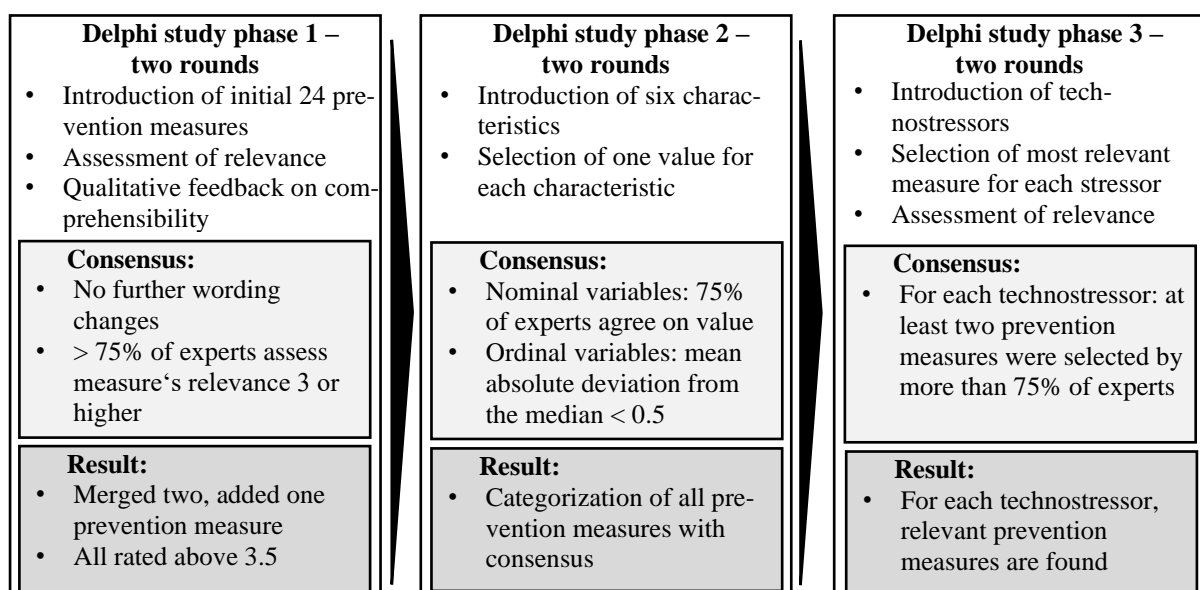 Delphi study phase 1 –
two rounds
• Introduction of initial 24 pre-
vention measures
• Assessment of relevance
• Qualitative feedback on com-
prehensibility
Consensus:
• No further wording
changes
• > 75% of experts assess
measure‘s relevance 3 or
higher
Result:
• Merged two, added one
prevention measure
• All rated above 3.5
Delphi study phase 2 –
two rounds
• Introduction of six charac-
teristics
• Selection of one value for
each characteristic
Consensus:
• Nominal variables: 75%
of experts agree on value
• Ordinal variables: mean
absolute deviation from
the median < 0.5
Result:
• Categorization of all pre-
vention measures with
consensus
Delphi study phase 3 –
two rounds
• Introduction of tech-
nostressors
• Selection of most relevant
measure for each stressor
• Assessment of relevance
Consensus:
• For each technostressor: at
least two prevention
measures were selected by
more than 75% of experts
Result:
• For each technostressor,
relevant prevention
measures are found